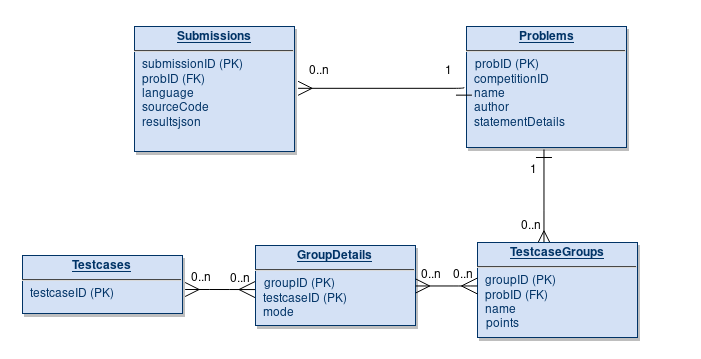 Submissions
submissionID (PK)
probID (FK)
language
sourceCode
resultsjson
0..n
1
Problems
probID (PK)
competitionID
name
author
statementDetails
1
0..n
Testcases
testcaseID (PK)
0..n
0..n
GroupDetails
groupID (PK)
testcaseID (PK)
mode
0..n
0..n
TestcaseGroups
groupID (PK)
probID (FK)
name
points